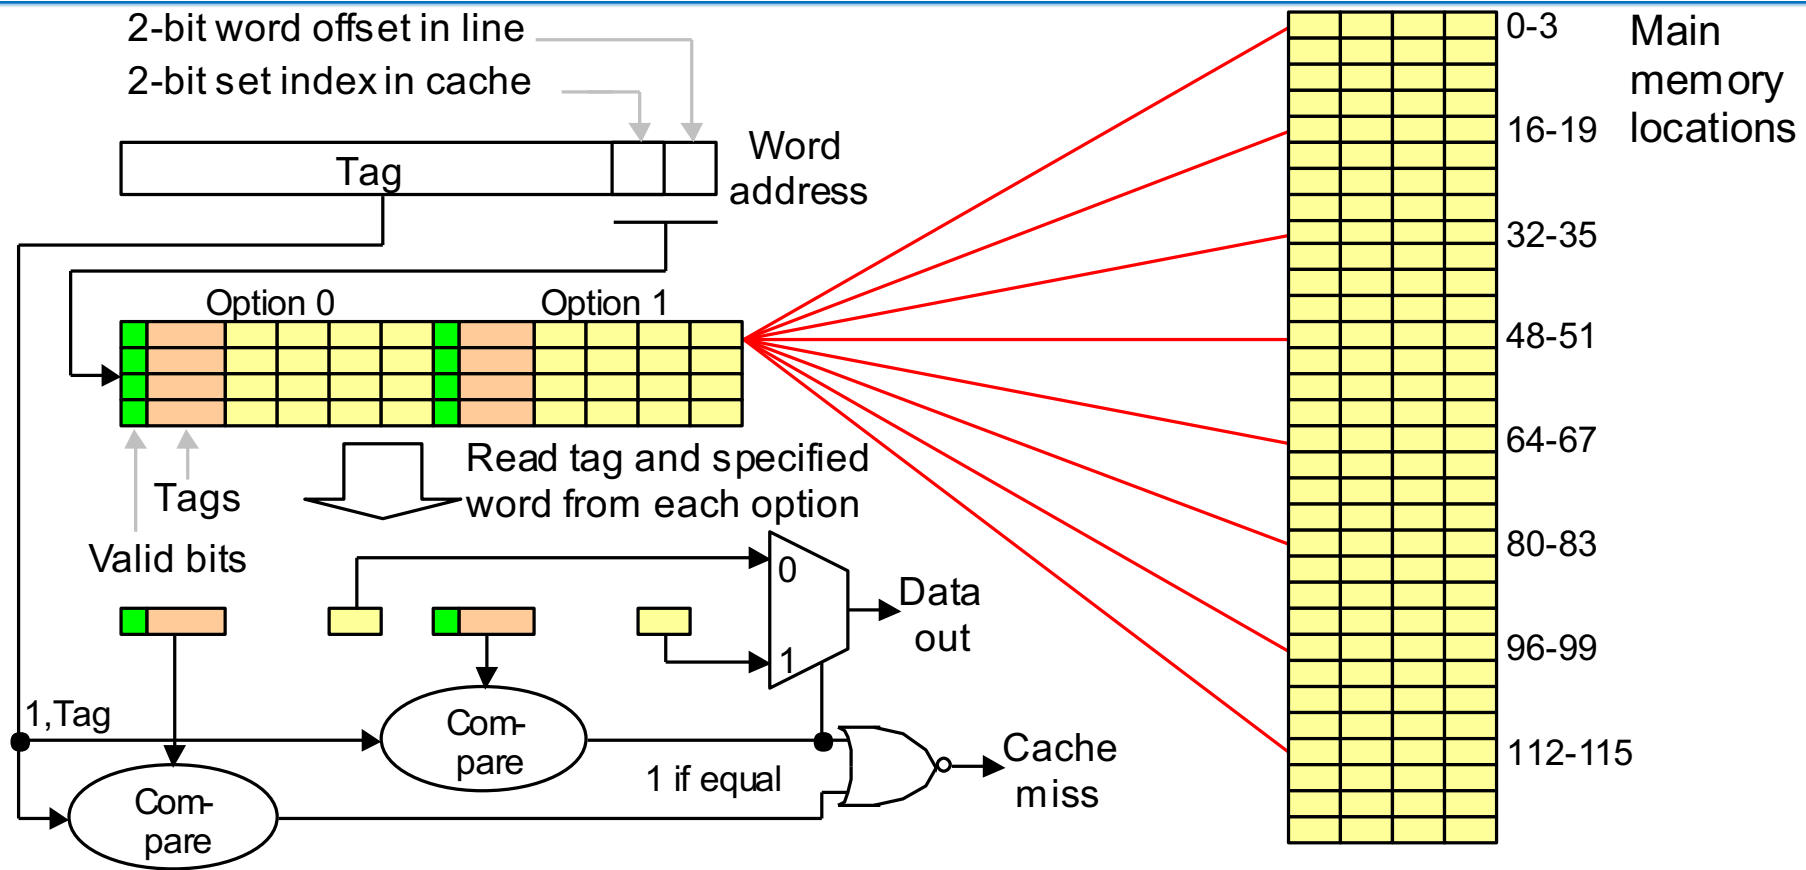 2-bit word offset in line
2-bit set index in cache
Tag
Word
address
Option 0
Option 1
Tags
Valid bits
Read tag and specified
word from each option
0
1
Data
out
1,Tag
Com-
pare
Com-
pare
1 if equal
Cache
miss
0-3
16-19
32-35
48-51
64-67
80-83
96-99
112-115
Main
memory
locations